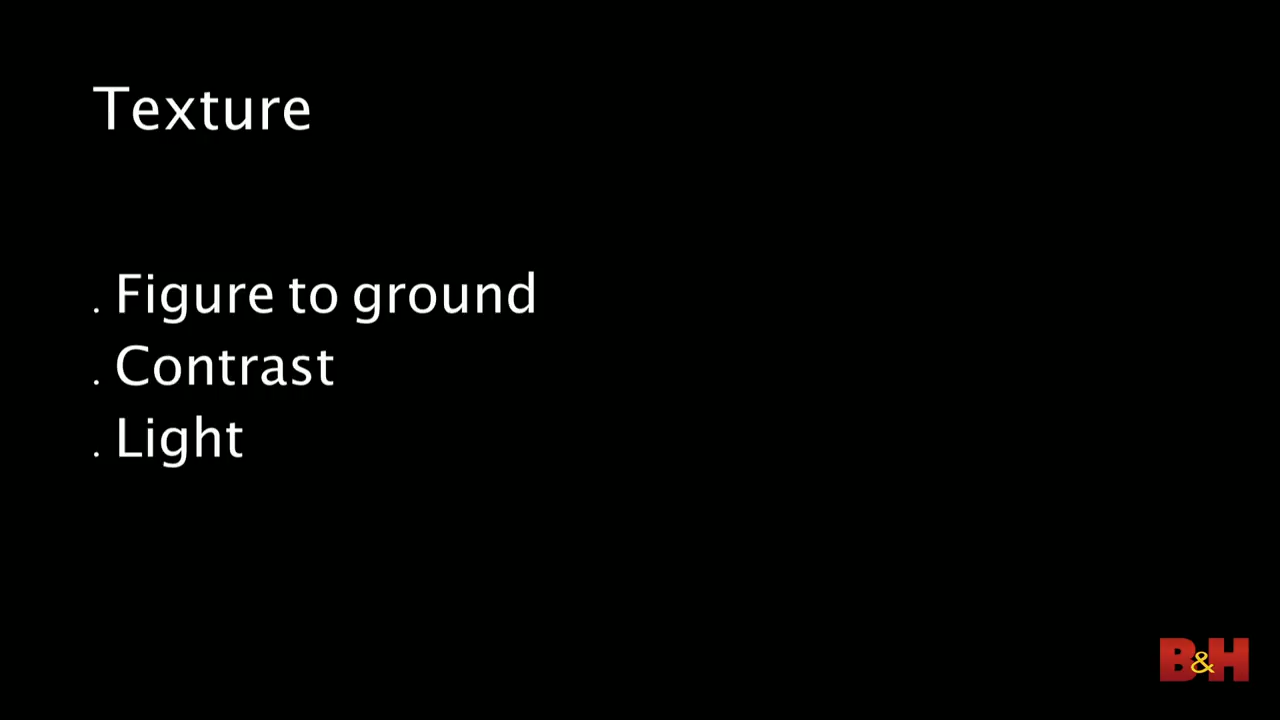 Texture
. Figure to ground
. Contrast
. Light
B&H